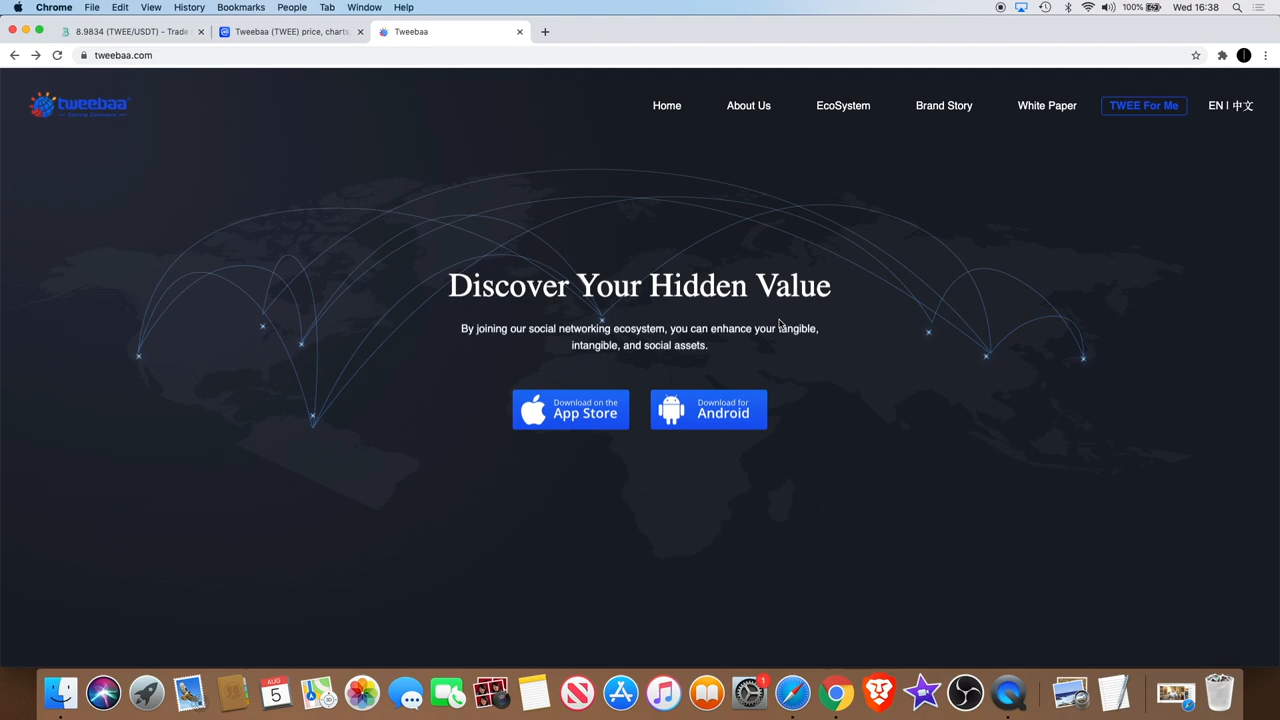 Chrome File Edit View History Bookmarks People Tab Window Help 100% Wed 16:38
8.9834 (TWEE/USDT) - Trade Tweebaa (TWEE) price, charts, Tweebaa
tweebaa.com
tweebaa
Home About Us EcoSystem Brand Story White Paper TWEE For Me EN | 中文
Discover Your Hidden Value
By joining our social networking ecosystem, you can enhance your tangible,
intangible, and social assets.
Download on the
App Store
Download for
Android
AUG
5
1